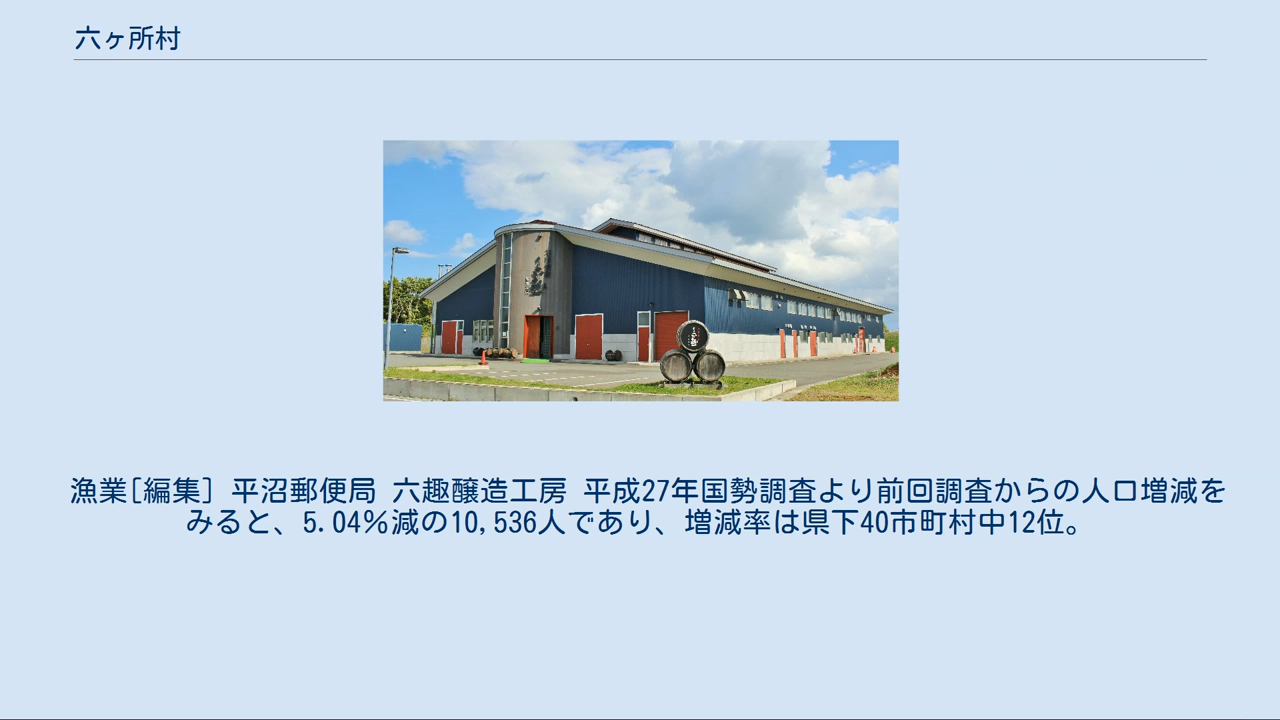 六ヶ所村
漁業[編集] 平沼郵便局 六趣醸造工房 平成27年国勢調査より前回調査からの人口増減を
みると、5.04％減の10,536人であり、増減率は県下40市町村中12位。